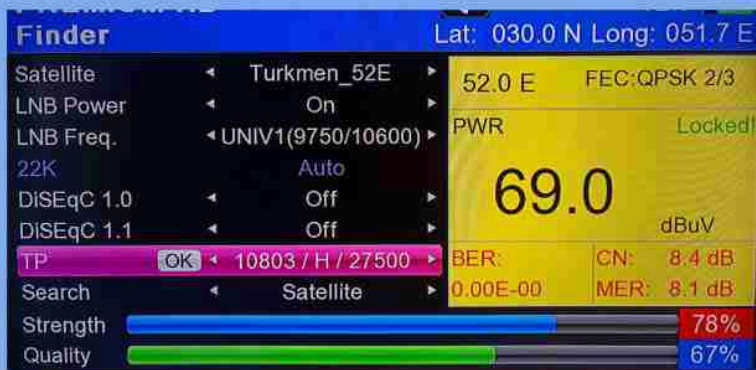 Finder
Lat: 030.0 N Long: 051.7 E
Satellite Turkmen_52E
LNB Power On
LNB Freq. UNIV1(9750/10600)
22K Auto
DiSEqC 1.0 Off
DiSEqC 1.1 Off
TP OK 10803 / H / 27500
Search Satellite
52.0 E FEC:QPSK 2/3
PWR Locked!
69.0
dBuV
BER: CN: 8.4 dB
0.00E-00 MER: 8.1 dB
Strength 78%
Quality 67%